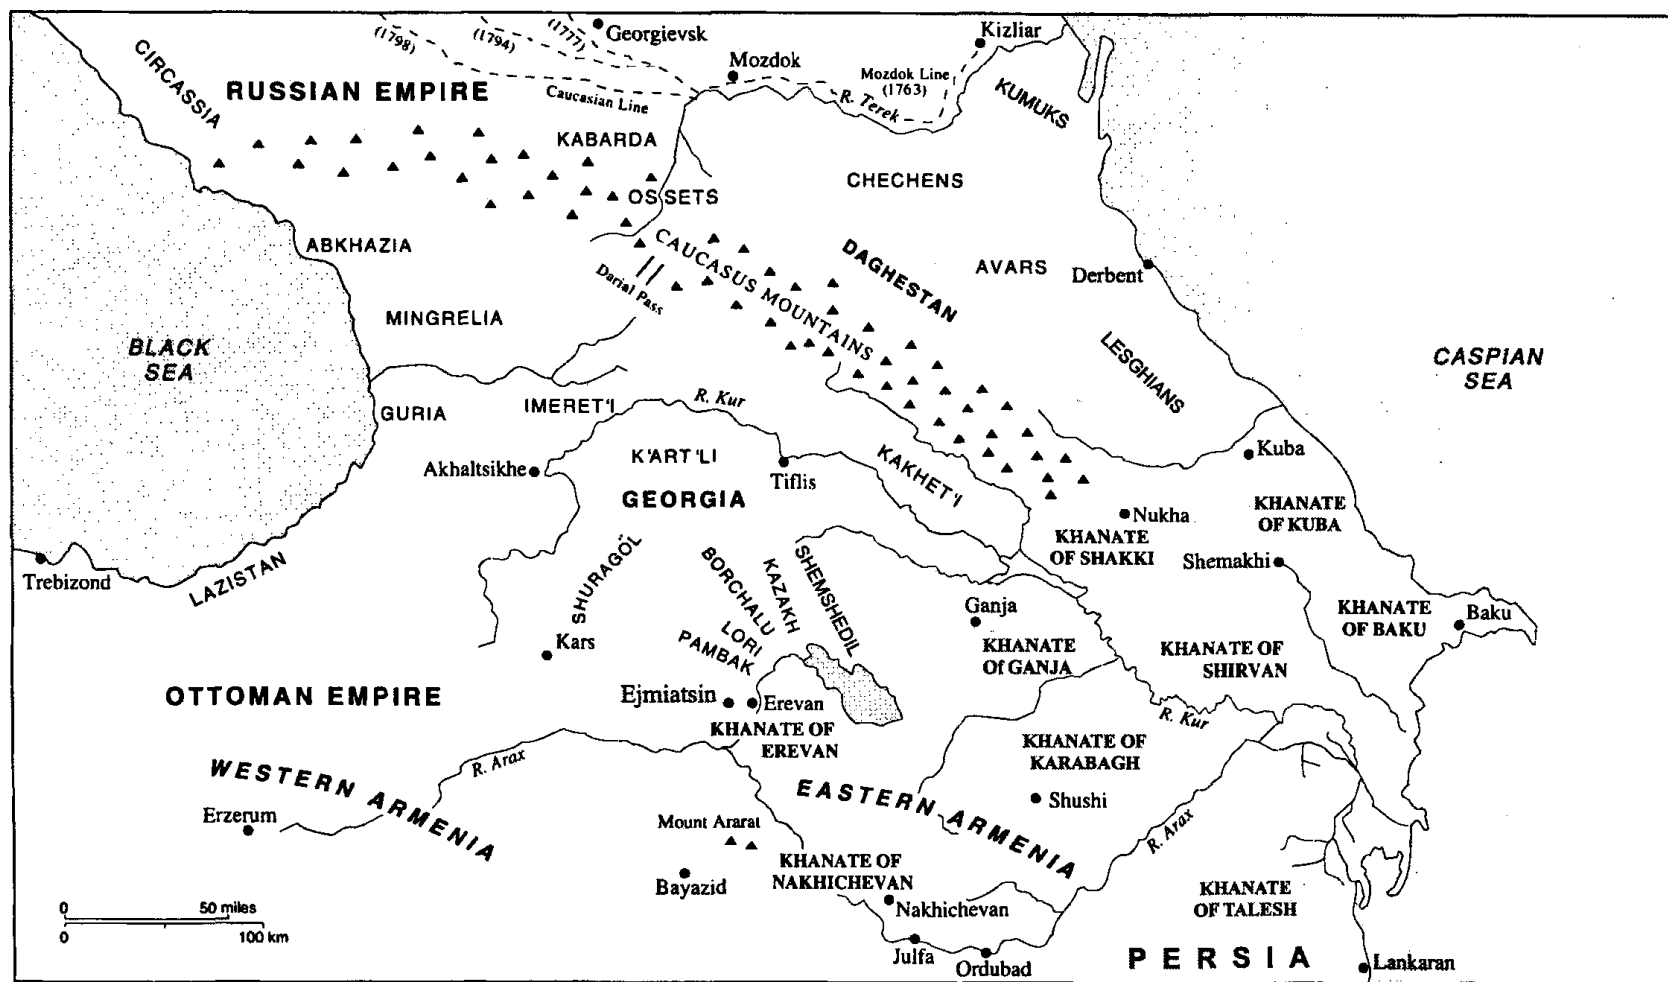 (1798)
(1794)
(1777)
Georgievsk
Kizliar
CIRCASSIA
RUSSIAN EMPIRE
Mozdok
Mozdok Line
(1763)
Caucasian Line
R. Terek
KUMUKS
KABARDA
CHECHENS
OSSETS
ABKHAZIA
CAUCASUS MOUNTAINS
DAGHESTAN
AVARS
Derbent
Darial Pass
MINGRELIA
BLACK
SEA
LESGHIANS
CASPIAN
SEA
GURIA
IMERET'I
R. Kur
Akhaltsikhe
K'ART'LI
Tiflis
KAKHET'I
Kuba
GEORGIA
KHANATE
OF KUBA
Nukha
KHANATE
OF SHAKKI
Shemakhi
Trebizond
LAZISTAN
SHURAGÖL
BORCHALU
KAZAKH
SHEMSHEDIL
Ganja
KHANATE
OF BAKU
Baku
LORI
PAMBAK
Kars
KHANATE
Of GANJA
KHANATE OF
SHIRVAN
OTTOMAN EMPIRE
Ejmiatsin
Erevan
KHANATE OF
EREVAN
R. Kur
KHANATE OF
KARABAGH
R. Arax
WESTERN ARMENIA
EASTERN ARMENIA
Shushi
Erzerum
Mount Ararat
R. Arax
Bayazid
KHANATE OF
NAKHICHEVAN
Nakhichevan
KHANATE
OF TALESH
0 50 miles
0 100 km
Julfa
Ordubad
PERSIA
Lankaran